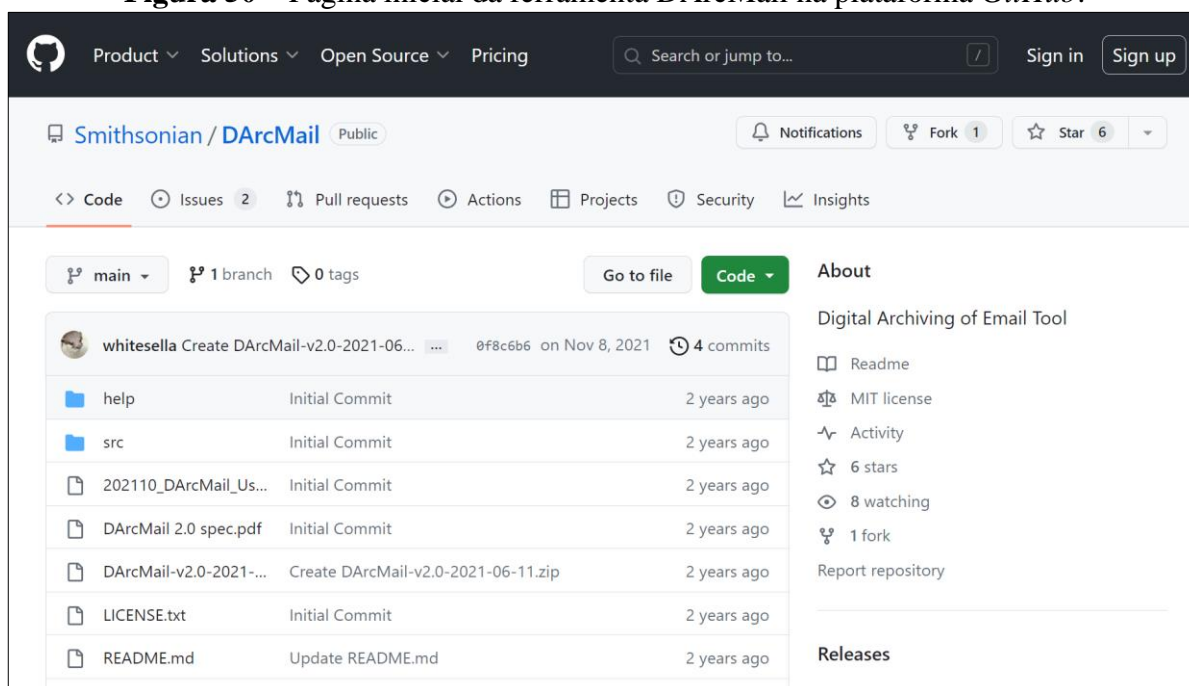 Product Solutions Open Source Pricing Search or jump to... / Sign in Sign up
Smithsonian / DArcMail Public Notifications Fork 1 Star 6
Code Issues 2 Pull requests Actions Projects Security Insights
main 1 branch 0 tags Go to file Code
About
Digital Archiving of Email Tool
whitesella Create DArcMail-v2.0-2021-06... ... 0f8c6b6 on Nov 8, 2021 4 commits
help Initial Commit 2 years ago
src Initial Commit 2 years ago
202110_DArcMail_Us... Initial Commit 2 years ago
DArcMail 2.0 spec.pdf Initial Commit 2 years ago
DArcMail-v2.0-2021-... Create DArcMail-v2.0-2021-06-11.zip 2 years ago
LICENSE.txt Initial Commit 2 years ago
README.md Update README.md 2 years ago
Readme
MIT license
Activity
6 stars
8 watching
1 fork
Report repository
Releases